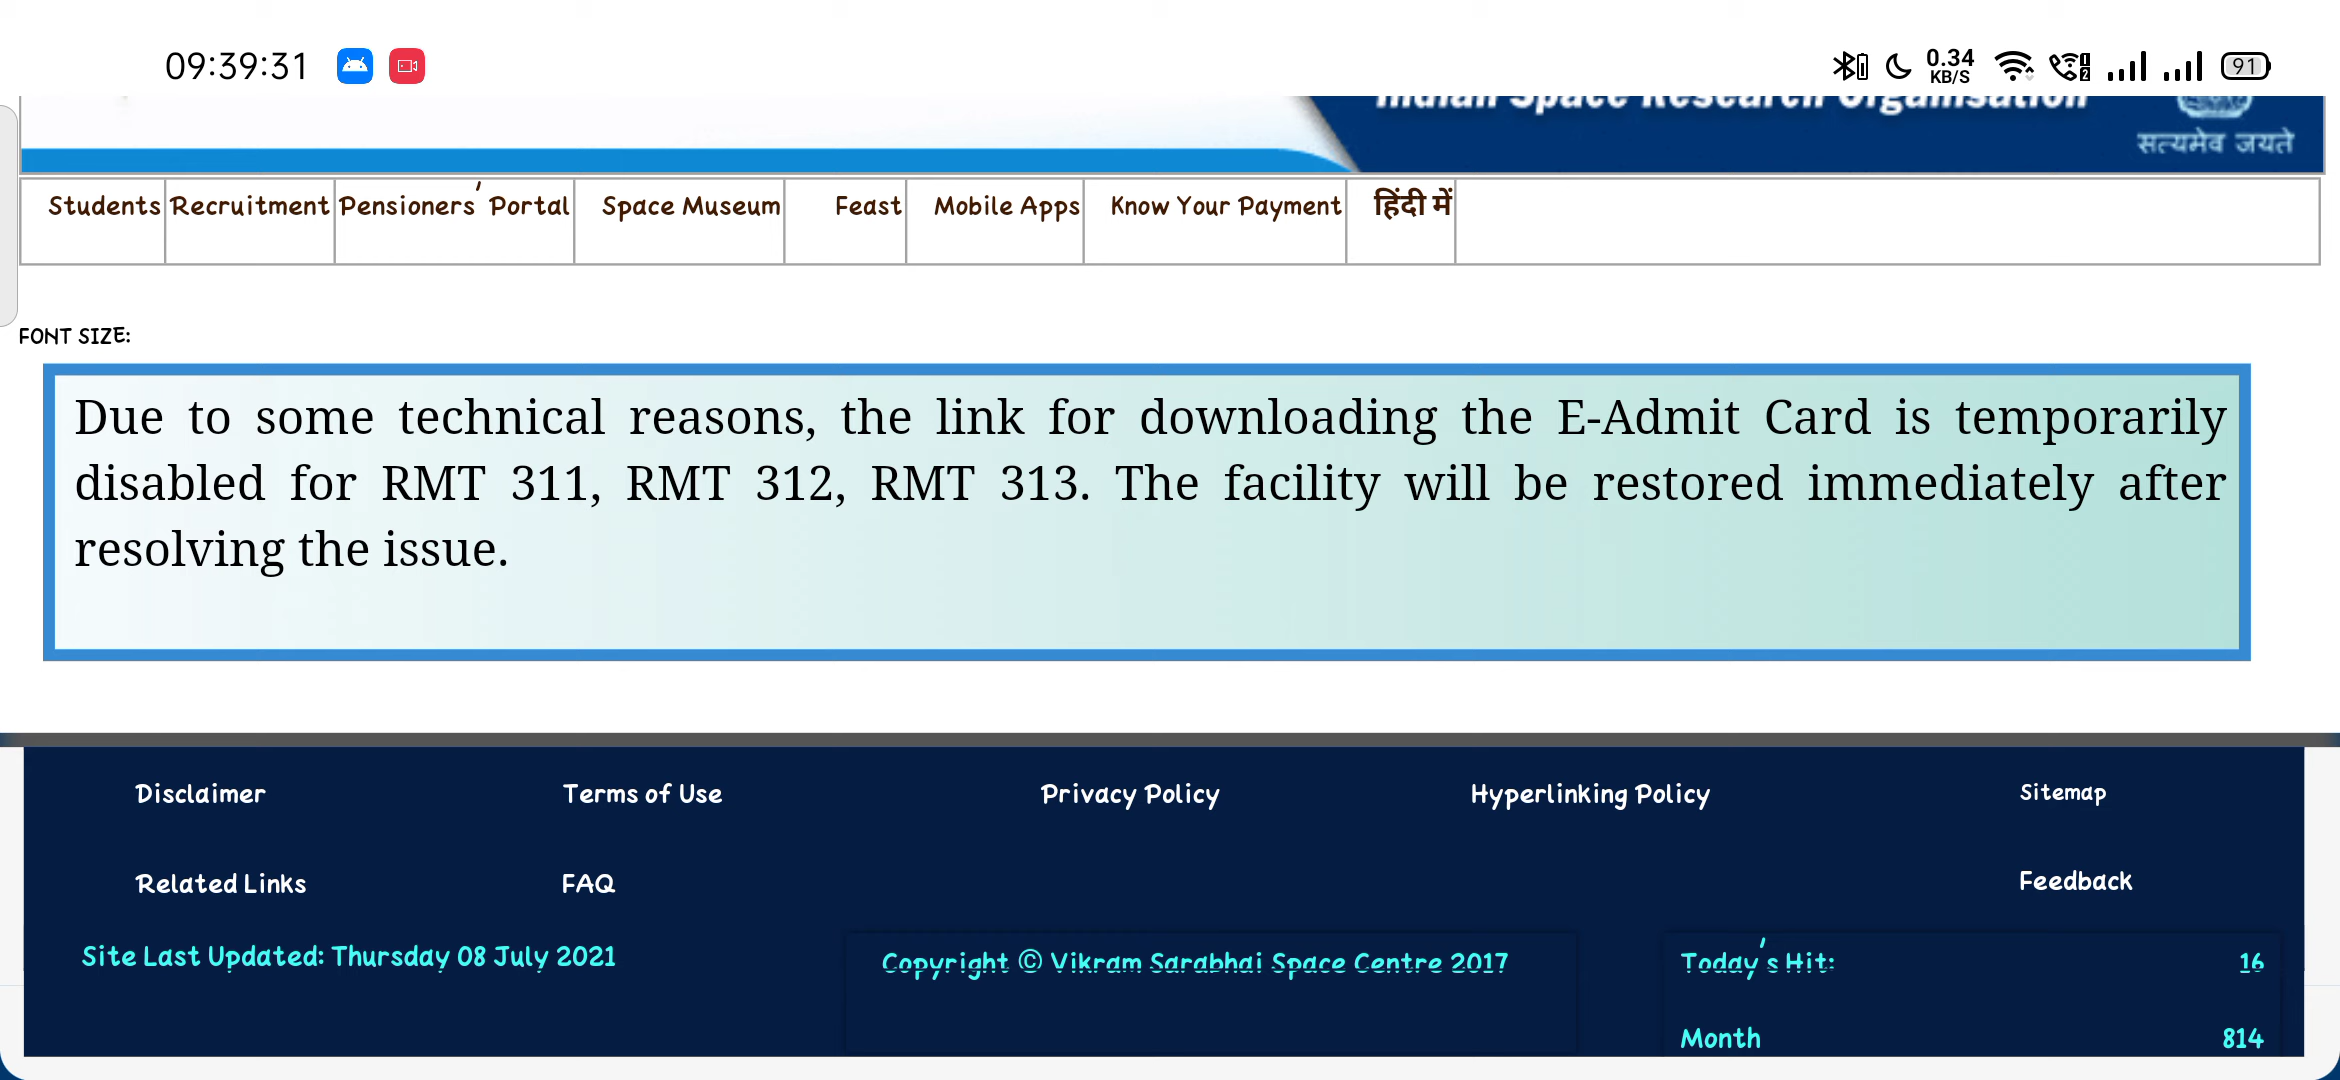 09:39:31 0.34 KB/S 91
Indian Space Research Organisation
सत्यमेव जयते
Students Recruitment Pensioners' Portal Space Museum Feast Mobile Apps Know Your Payment हिंदी में
FONT SIZE:
Due to some technical reasons, the link for downloading the E-Admit Card is temporarily
disabled for RMT 311, RMT 312, RMT 313. The facility will be restored immediately after
resolving the issue.
Disclaimer Terms of Use Privacy Policy Hyperlinking Policy Sitemap
Related Links FAQ Feedback
Site Last Updated: Thursday 08 July 2021 Copyright © Vikram Sarabhai Space Centre 2017 Today's Hit: 16
Month 814